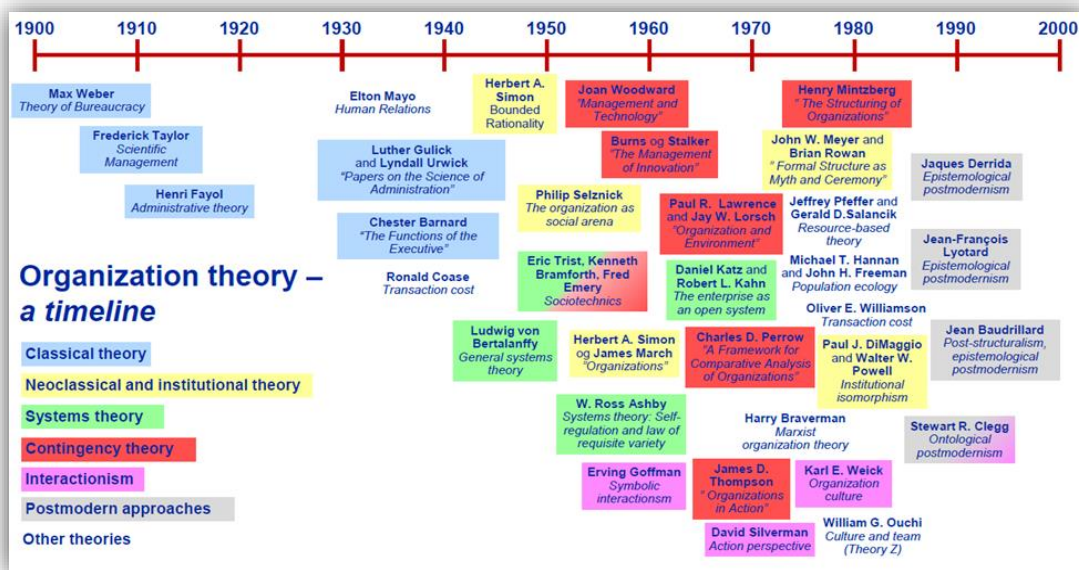 1900 1910 1920 1930 1940 1950 1960 1970 1980 1990 2000
Max Weber
Theory of Bureaucracy
Frederick Taylor
Scientific
Management
Henri Fayol
Administrative theory
Elton Mayo
Human Relations
Luther Gulick
and Lyndall Urwick
"Papers on the Science of
Administration"
Chester Barnard
"The Functions of the
Executive"
Ronald Coase
Transaction cost
Herbert A.
Simon
Bounded
Rationality
Philip Selznick
The organization as
social arena
Eric Trist, Kenneth
Bramforth, Fred
Emery
Sociotechnics
Ludwig von
Bertalanffy
General systems
theory
Joan Woodward
"Management and
Technology"
Burns og Stalker
"The Management
of Innovation"
Paul R. Lawrence
and Jay W. Lorsch
"Organization and
Environment"
Daniel Katz and
Robert L. Kahn
The enterprise as
an open system
Herbert A. Simon
og James March
"Organizations"
Charles D. Perrow
"A Framework for
Comparative Analysis
of Organizations"
W. Ross Ashby
Systems theory: Self-
regulation and law of
requisite variety
Erving Goffman
Symbolic
interactionsm
James D.
Thompson
" Organizations
in Action"
David Silverman
Action perspective
Henry Mintzberg
" The Structuring of
Organizations"
John W. Meyer and
Brian Rowan
" Formal Structure as
Myth and Ceremony"
Jeffrey Pfeffer and
Gerald D.Salancik
Resource-based
theory
Michael T. Hannan
and John H. Freeman
Population ecology
Oliver E. Williamson
Transaction cost
Paul J. DiMaggio
and Walter W.
Powell
Institutional
isomorphism
Harry Braverman
Marxist
organization theory
Karl E. Weick
Organization
culture
William G. Ouchi
Culture and team
(Theory Z)
Jaques Derrida
Epistemological
postmodernism
Jean-François
Lyotard
Epistemological
postmodernism
Jean Baudrillard
Post-structuralism,
epistemological
postmodernism
Stewart R. Clegg
Ontological
postmodernism
Organization theory –
a timeline
Classical theory
Neoclassical and institutional theory
Systems theory
Contingency theory
Interactionism
Postmodern approaches
Other theories